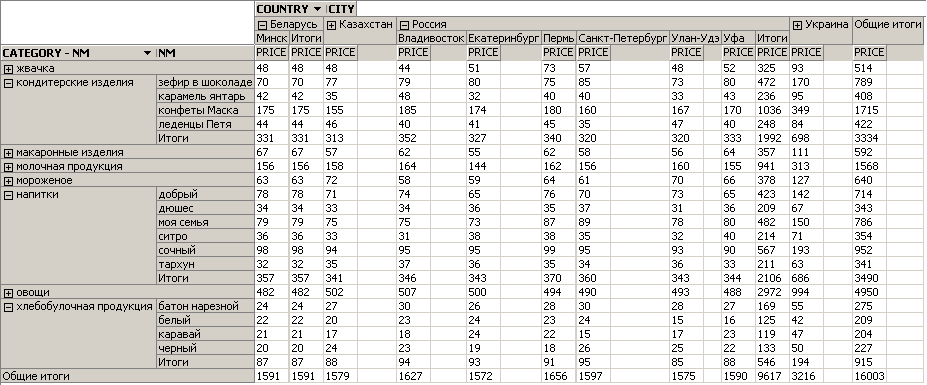 COUNTRY CITY
Беларусь Казахстан Россия Украина Общие итоги
Минск Итоги Владивосток Екатеринбург Пермь Санкт-Петербург Улан-Удэ Уфа Итоги
CATEGORY - NM NM PRICE PRICE PRICE PRICE PRICE PRICE PRICE PRICE PRICE PRICE PRICE PRICE
жвачка 48 48 48 44 51 73 57 48 52 325 93 514
кондитерские изделия зефир в шоколаде 70 70 77 79 80 75 85 73 80 472 170 789
карамель янтарь 42 42 35 48 32 40 40 33 43 236 95 408
конфеты Маска 175 175 155 185 174 180 160 167 170 1036 349 1715
леденцы Петя 44 44 46 40 41 45 35 47 40 248 84 422
Итоги 331 331 313 352 327 340 320 320 333 1992 698 3334
макаронные изделия 67 67 57 62 55 62 58 56 64 357 111 592
молочная продукция 156 156 158 164 144 162 156 160 155 941 313 1568
мороженое 63 63 72 58 59 64 61 70 66 378 127 640
напитки добрый 78 78 71 74 65 76 70 73 65 423 142 714
дюшес 34 34 33 34 36 35 37 31 36 209 67 343
моя семья 79 79 75 75 73 87 89 78 80 482 150 786
ситро 36 36 33 31 38 38 35 32 40 214 71 354
сочный 98 98 94 95 95 99 95 93 90 567 193 952
тархун 32 32 35 37 36 35 34 36 33 211 63 341
Итоги 357 357 341 346 343 370 360 343 344 2106 686 3490
овощи 482 482 502 507 500 494 490 493 488 2972 994 4950
хлебобулочная продукция батон нарезной 24 24 27 30 26 28 30 28 27 169 55 275
белый 22 22 20 23 24 23 24 15 16 125 42 209
каравай 21 21 17 18 24 22 23 17 23 119 47 204
черный 20 20 24 23 19 18 26 25 22 133 50 227
Итоги 87 87 88 94 93 91 95 85 88 546 194 915
Общие итоги 1591 1591 1579 1627 1572 1656 1597 1575 1590 9617 3216 16003